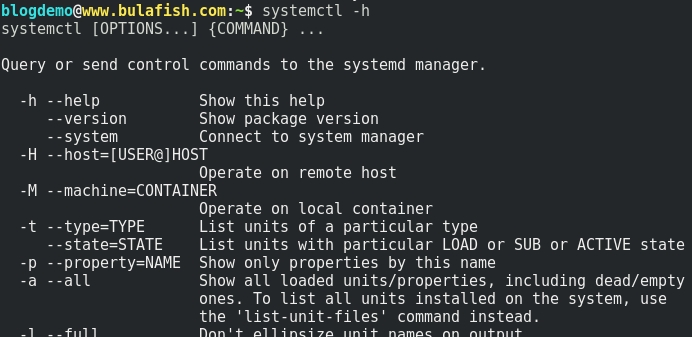 blogdemo@www.bulafish.com:~$ systemctl -h
systemctl [OPTIONS...] {COMMAND} ...

Query or send control commands to the systemd manager.

  -h --help           Show this help
     --version        Show package version
     --system         Connect to system manager
  -H --host=[USER@]HOST
                      Operate on remote host
  -M --machine=CONTAINER
                      Operate on local container
  -t --type=TYPE      List units of a particular type
     --state=STATE    List units with particular LOAD or SUB or ACTIVE state
  -p --property=NAME  Show only properties by this name
  -a --all            Show all loaded units/properties, including dead/empty
                      ones. To list all units installed on the system, use
                      the 'list-unit-files' command instead.
  -l --full           Don't ellipsize unit names on output